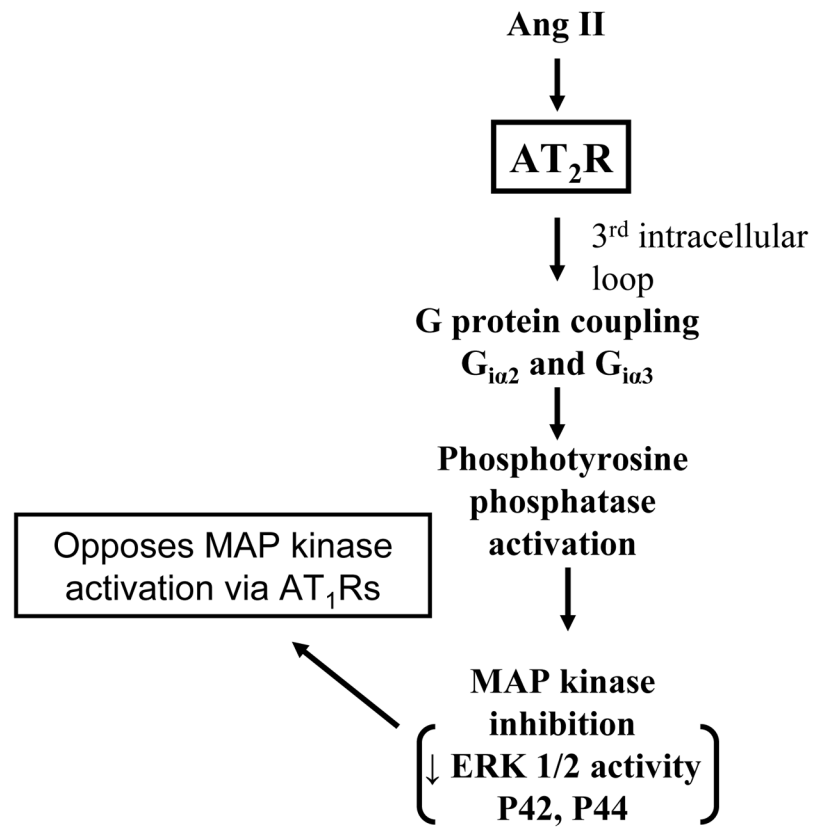 Ang II
AT₂R
3rd intracellular
loop
G protein coupling
Giα2 and Giα3
Phosphotyrosine
phosphatase
activation
Opposes MAP kinase
activation via AT₁Rs
MAP kinase
inhibition
↓ ERK 1/2 activity
P42, P44